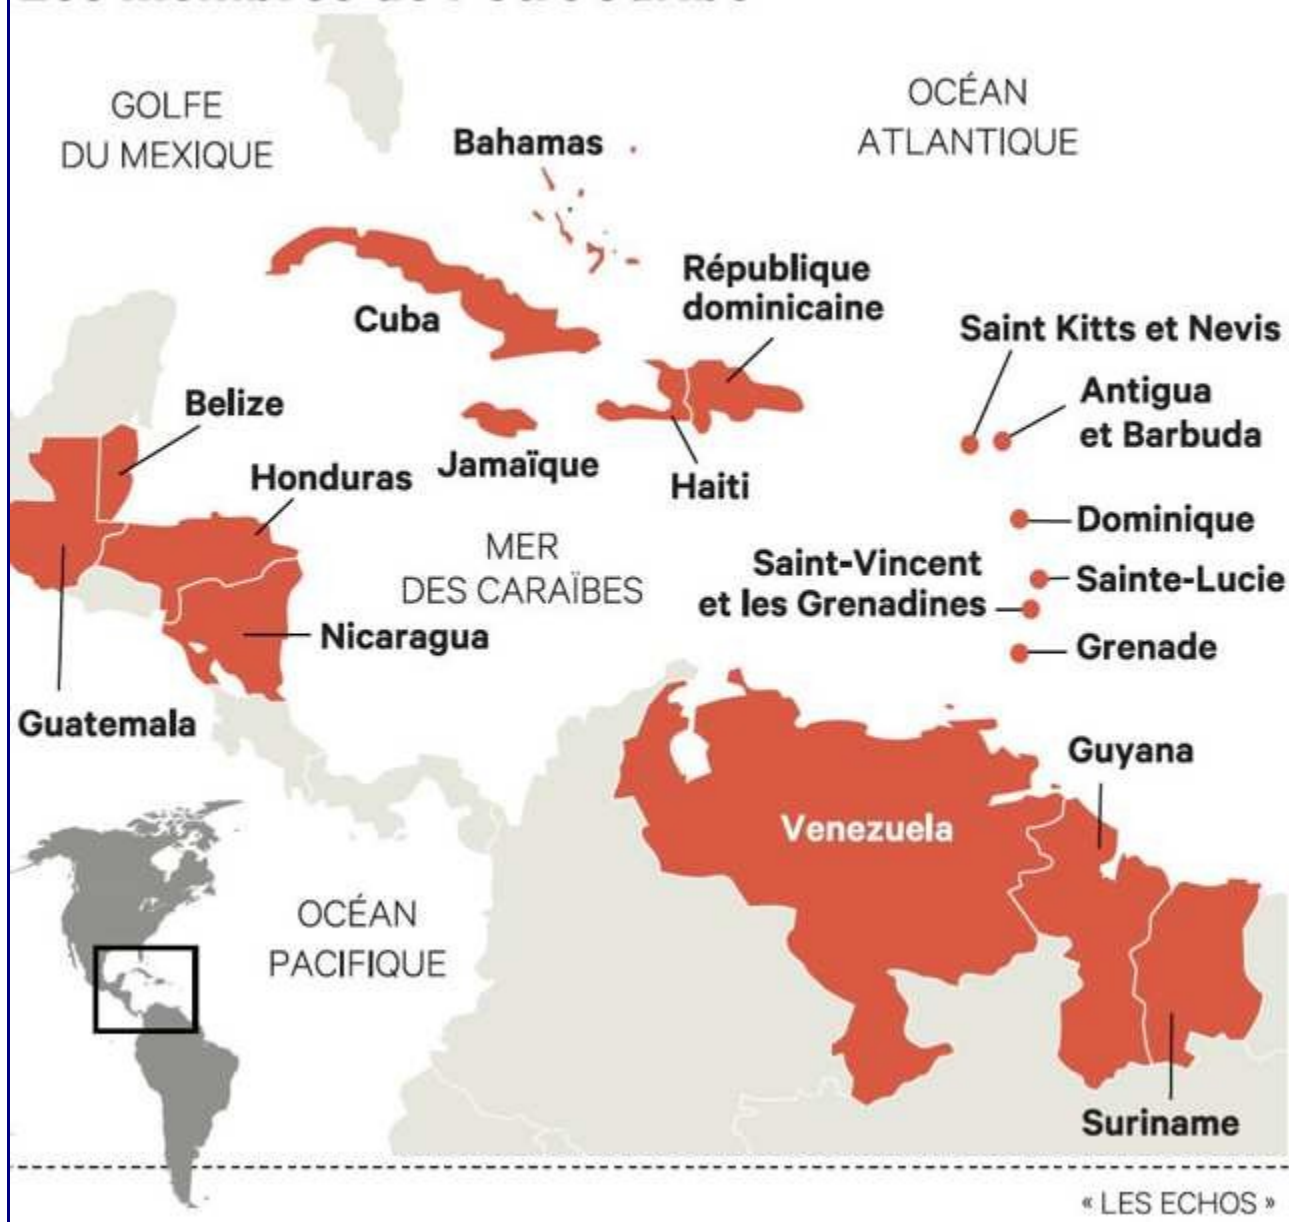 GOLFE
DU MEXIQUE
OCÉAN
ATLANTIQUE
Bahamas
République
dominicaine
Cuba
Saint Kitts et Nevis
Belize
Antigua
et Barbuda
Honduras
Jamaïque
Haiti
Dominique
MER
DES CARAÏBES
Saint-Vincent
et les Grenadines
Sainte-Lucie
Nicaragua
Grenade
Guatemala
Guyana
Venezuela
OCÉAN
PACIFIQUE
Suriname
« LES ECHOS »